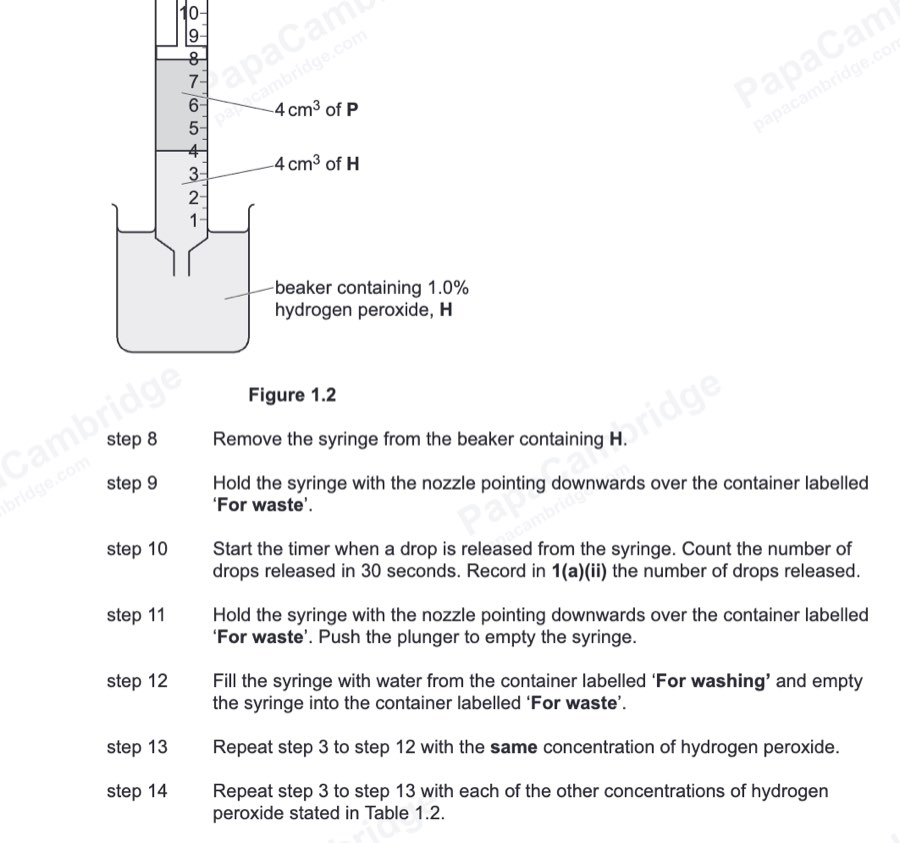 10
9
8
7
6
5
4
3
2
1
4 cm³ of P
4 cm³ of H
beaker containing 1.0%
hydrogen peroxide, H
Figure 1.2
step 8 Remove the syringe from the beaker containing H.
step 9 Hold the syringe with the nozzle pointing downwards over the container labelled
‘For waste’.
step 10 Start the timer when a drop is released from the syringe. Count the number of
drops released in 30 seconds. Record in 1(a)(ii) the number of drops released.
step 11 Hold the syringe with the nozzle pointing downwards over the container labelled
‘For waste’. Push the plunger to empty the syringe.
step 12 Fill the syringe with water from the container labelled ‘For washing’ and empty
the syringe into the container labelled ‘For waste’.
step 13 Repeat step 3 to step 12 with the same concentration of hydrogen peroxide.
step 14 Repeat step 3 to step 13 with each of the other concentrations of hydrogen
peroxide stated in Table 1.2.
PapaCambridge
papacambridge.com